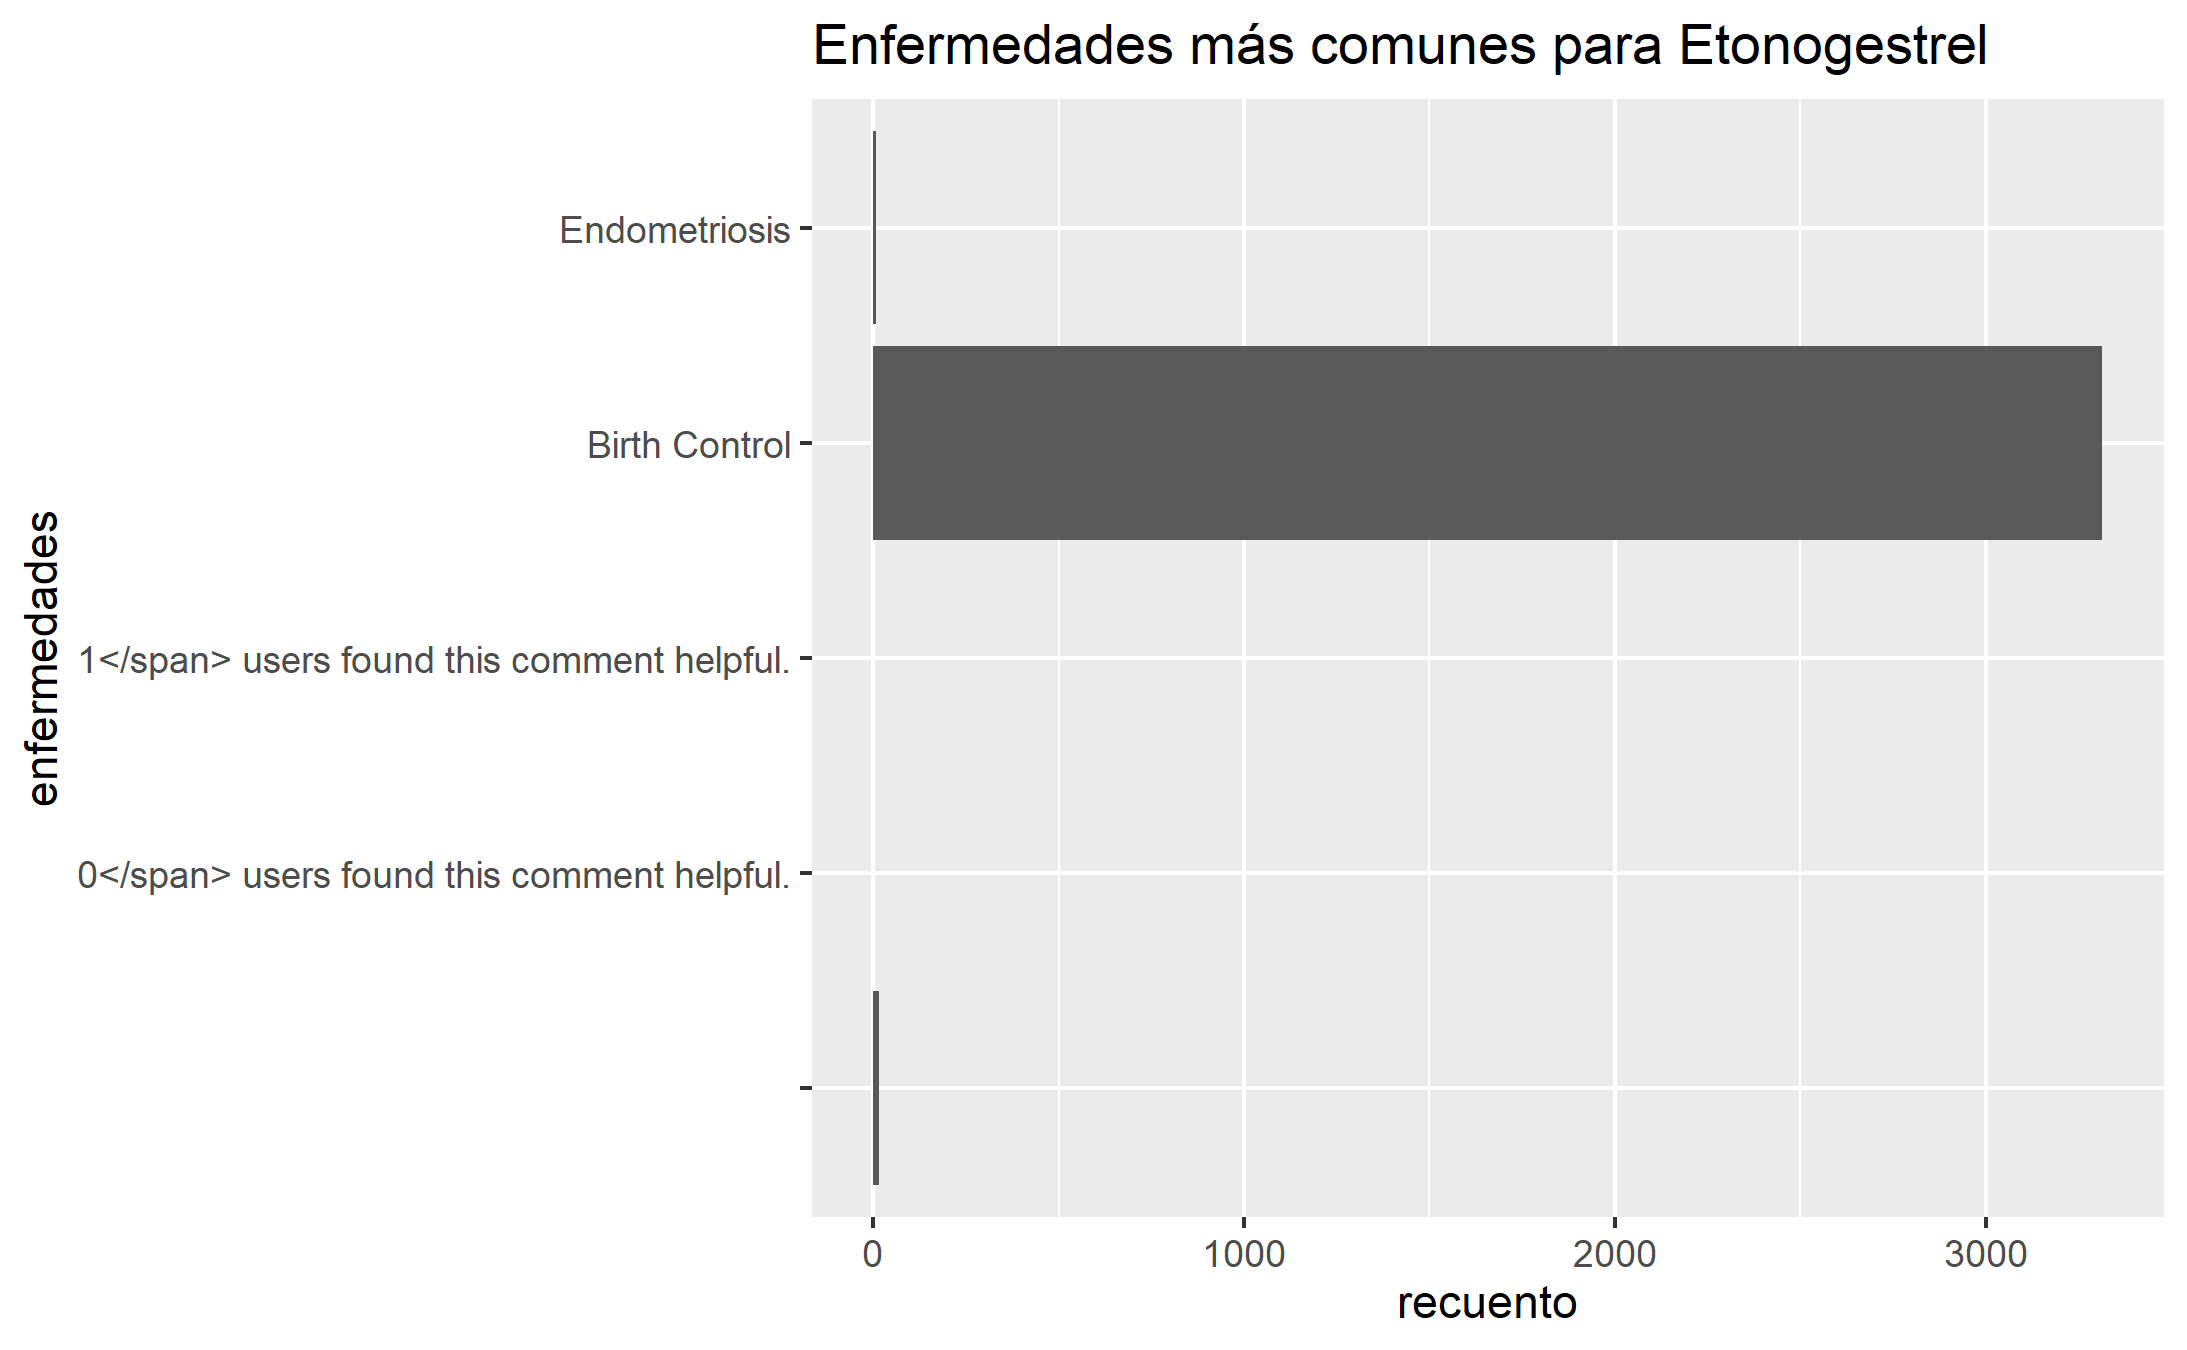 Enfermedades más comunes para Etonogestrel
Endometriosis
Birth Control
1</span> users found this comment helpful.
0</span> users found this comment helpful.
enfermedades
0 1000 2000 3000
recuento